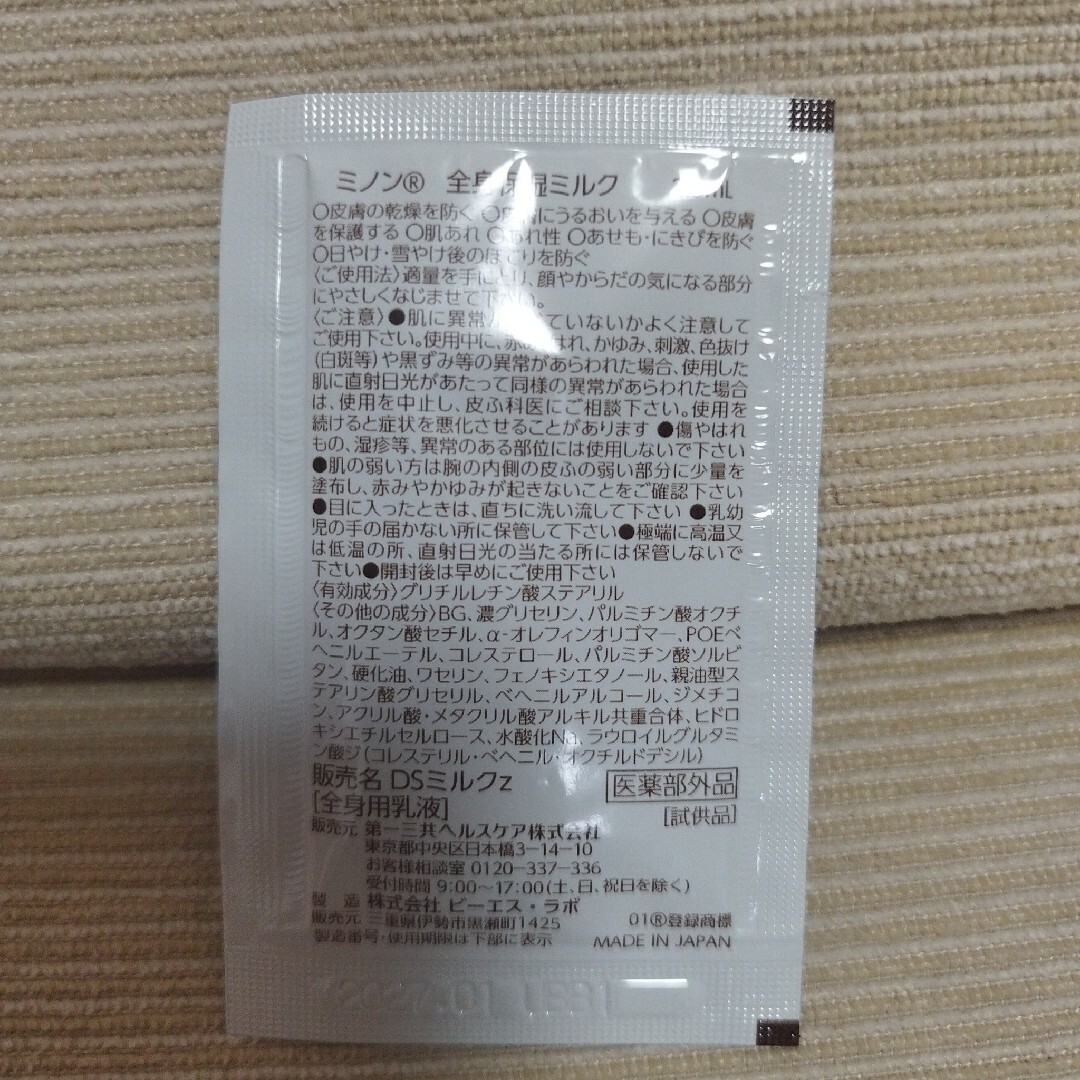 ミノン® 全身保湿ミルク mL
〇皮膚の乾燥を防ぐ 〇皮膚にうるおいを与える 〇皮膚
を保護する 〇肌あれ 〇あれ性 〇あせも・にきびを防ぐ
〇日やけ・雪やけ後のほてりを防ぐ
〈ご使用法〉適量を手にとり、顔やからだの気になる部分
にやさしくなじませて下さい。
〈ご注意〉●肌に異常が生じていないかよく注意して
ご使用下さい。使用中に、赤み、はれ、かゆみ、刺激、色抜け
(白斑等)や黒ずみ等の異常があらわれた場合、使用した
肌に直射日光があたって同様の異常があらわれた場合
は、使用を中止し、皮ふ科医にご相談下さい。使用を
続けると症状を悪化させることがあります ●傷やはれ
もの、湿疹等、異常のある部位には使用しないで下さい
●肌の弱い方は腕の内側の皮ふの弱い部分に少量を
塗布し、赤みやかゆみが起きないことをご確認下さい
●目に入ったときは、直ちに洗い流して下さい ●乳幼
児の手の届かない所に保管して下さい●極端に高温又
は低温の所、直射日光の当たる所には保管しないで
下さい●開封後は早めにご使用下さい
〈有効成分〉グリチルレチン酸ステアリル
〈その他の成分〉BG、濃グリセリン、パルミチン酸オクチ
ル、オクタン酸セチル、α-オレフィンオリゴマー、POEベ
ヘニルエーテル、コレステロール、パルミチン酸ソルビ
タン、硬化油、ワセリン、フェノキシエタノール、親油型ス
テアリン酸グリセリル、ベヘニルアルコール、ジメチコ
ン、アクリル酸・メタクリル酸アルキル共重合体、ヒドロ
キシエチルセルロース、水酸化Na、ラウロイルグルタミ
ン酸ジ(コレステリル・ベヘニル・オクチルドデシル)
販売名 DSミルクz 医薬部外品
[全身用乳液] [試供品]
販売元 第一三共ヘルスケア株式会社
東京都中央区日本橋3-14-10
お客様相談室 0120-337-336
受付時間 9:00〜17:00(土、日、祝日を除く)
製 造 株式会社 ピーエス・ラボ
販売元 三重県伊勢市黒瀬町1425 01®登録商標
製造番号・使用期限は下部に表示 MADE IN JAPAN
2027.01